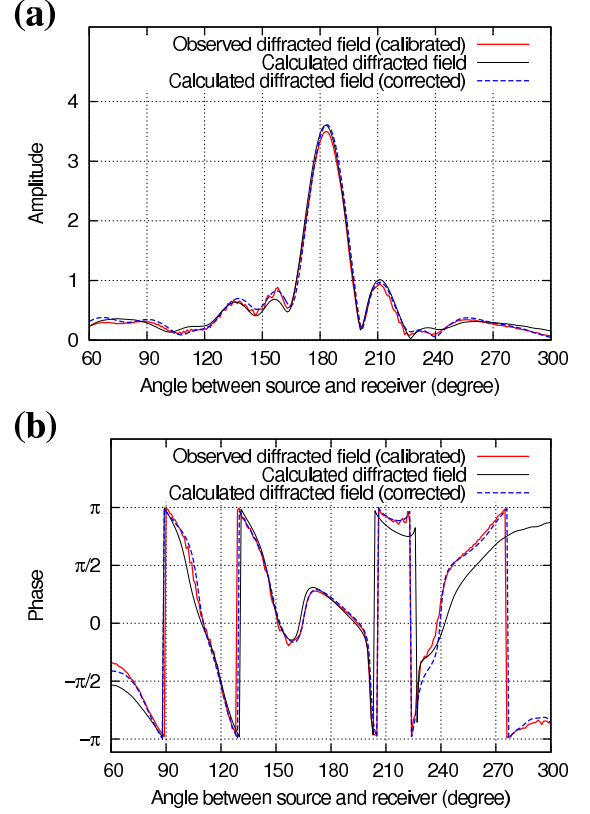 (a)
Observed diffracted field (calibrated)
Calculated diffracted field
Calculated diffracted field (corrected)
4
3
2
1
0
Amplitude
60 90 120 150 180 210 240 270 300
Angle between source and receiver (degree)
(b)
Observed diffracted field (calibrated)
Calculated diffracted field
Calculated diffracted field (corrected)
π
π/2
0
−π/2
−π
Phase
60 90 120 150 180 210 240 270 300
Angle between source and receiver (degree)